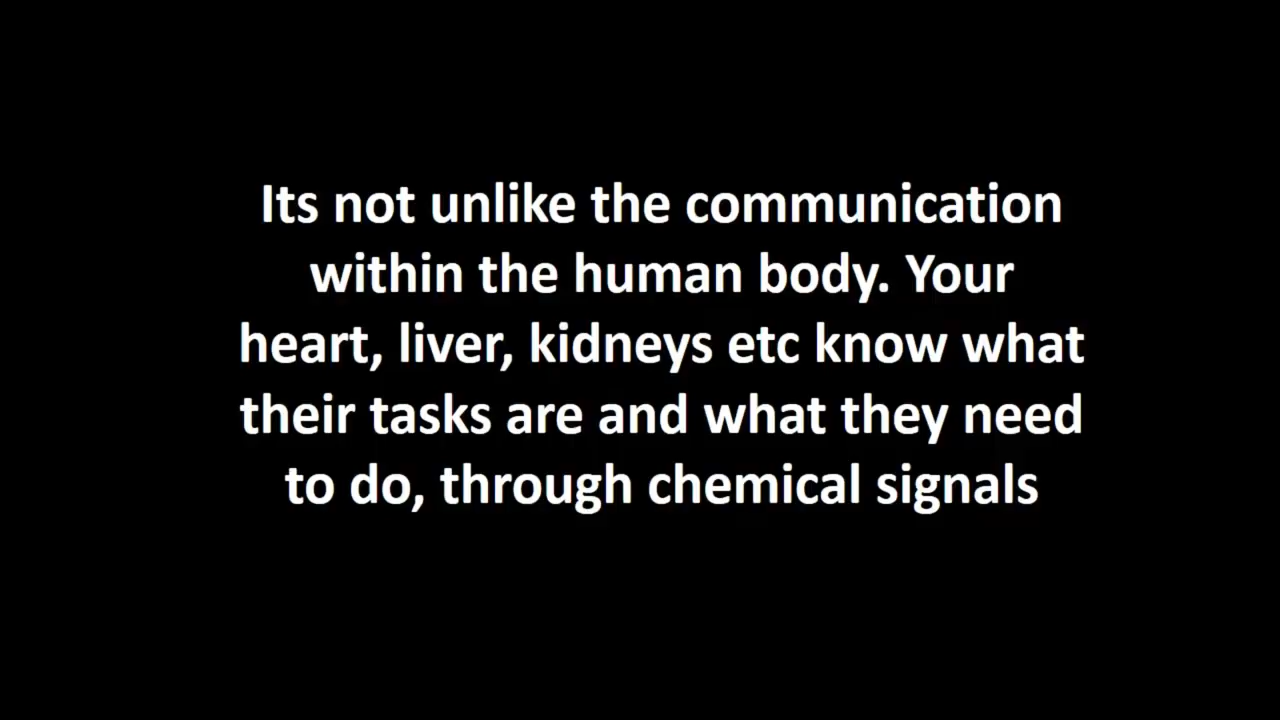 Its not unlike the communication
within the human body. Your
heart, liver, kidneys etc know what
their tasks are and what they need
to do, through chemical signals